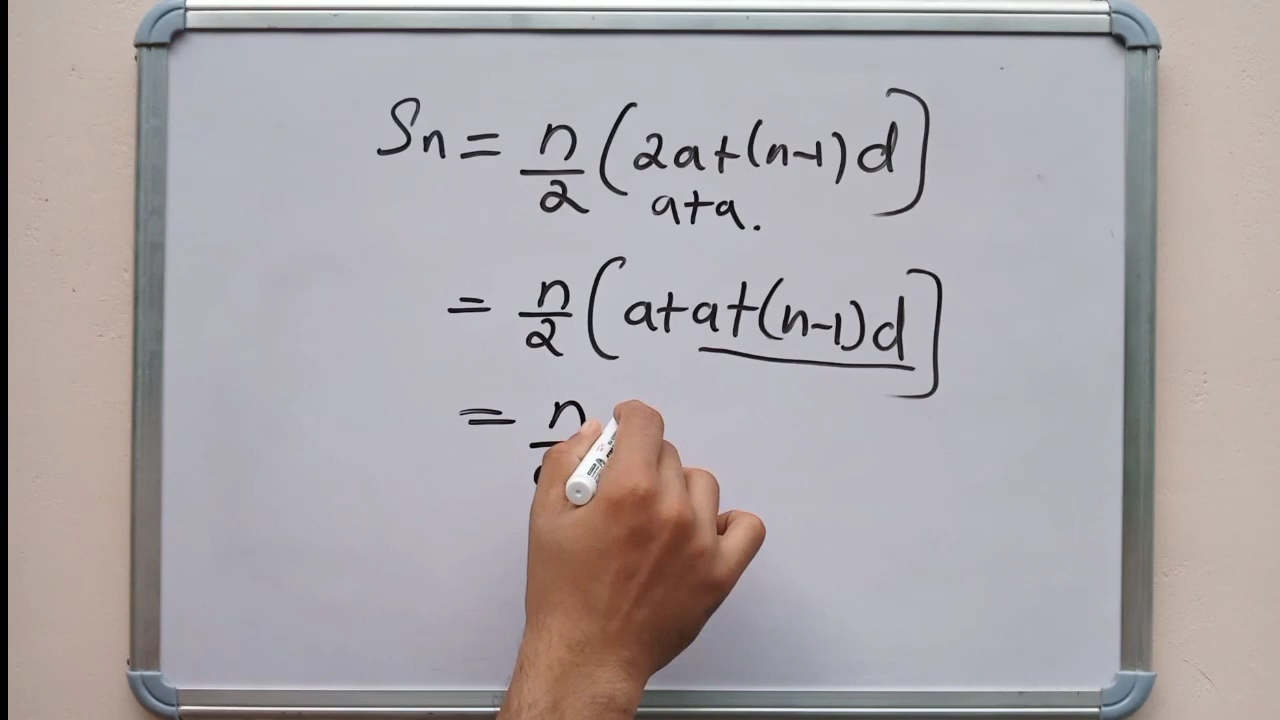 Sn = n/2 (2a+(n-1)d]
a+a.
= n/2 (a+a+(n-1)d]
= n